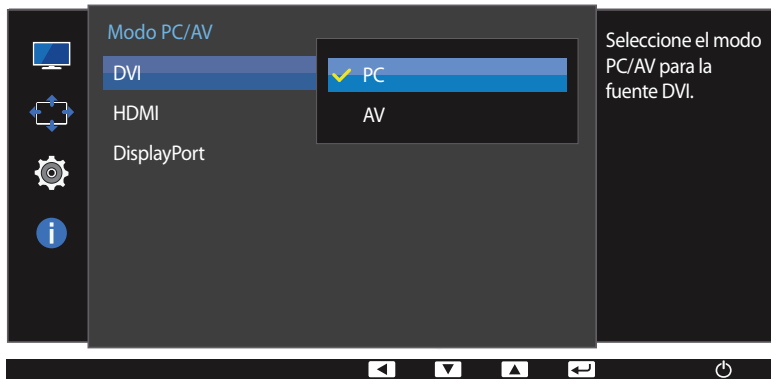 Modo PC/AV
DVI
PC
HDMI
AV
DisplayPort
Seleccione el modo
PC/AV para la
fuente DVI.